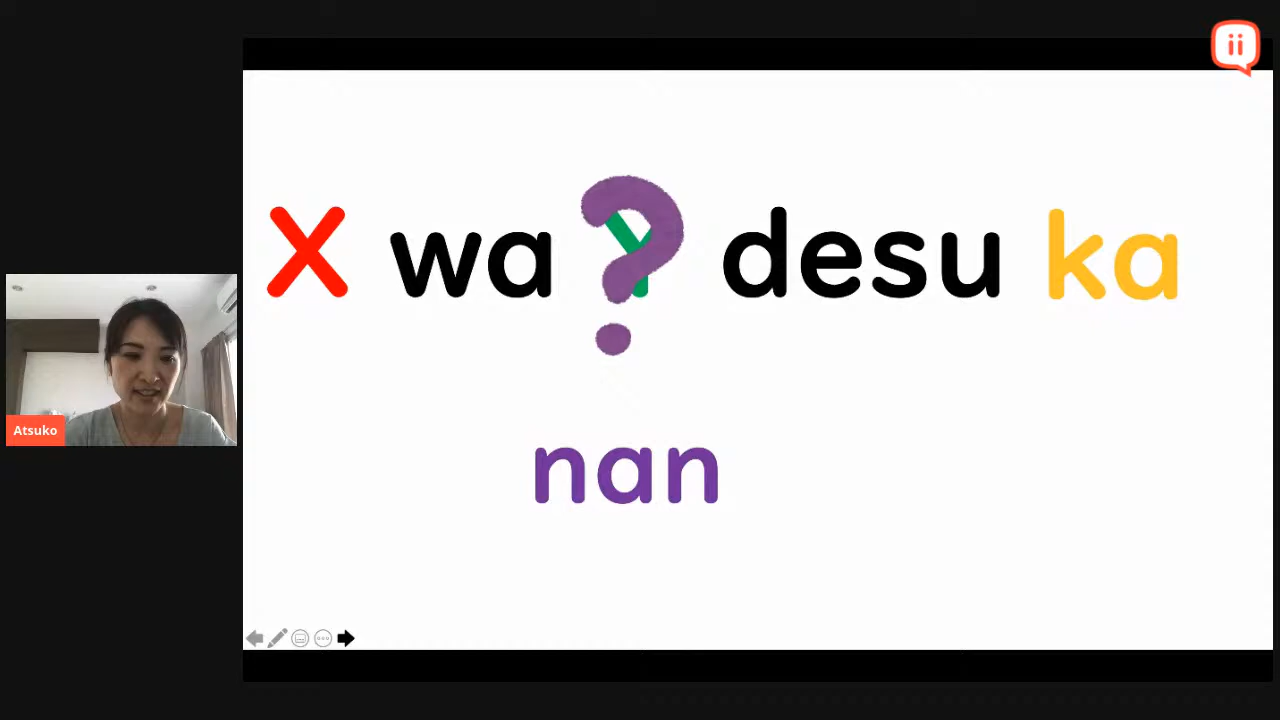 X wa ? desu ka
nan
Atsuko
ii